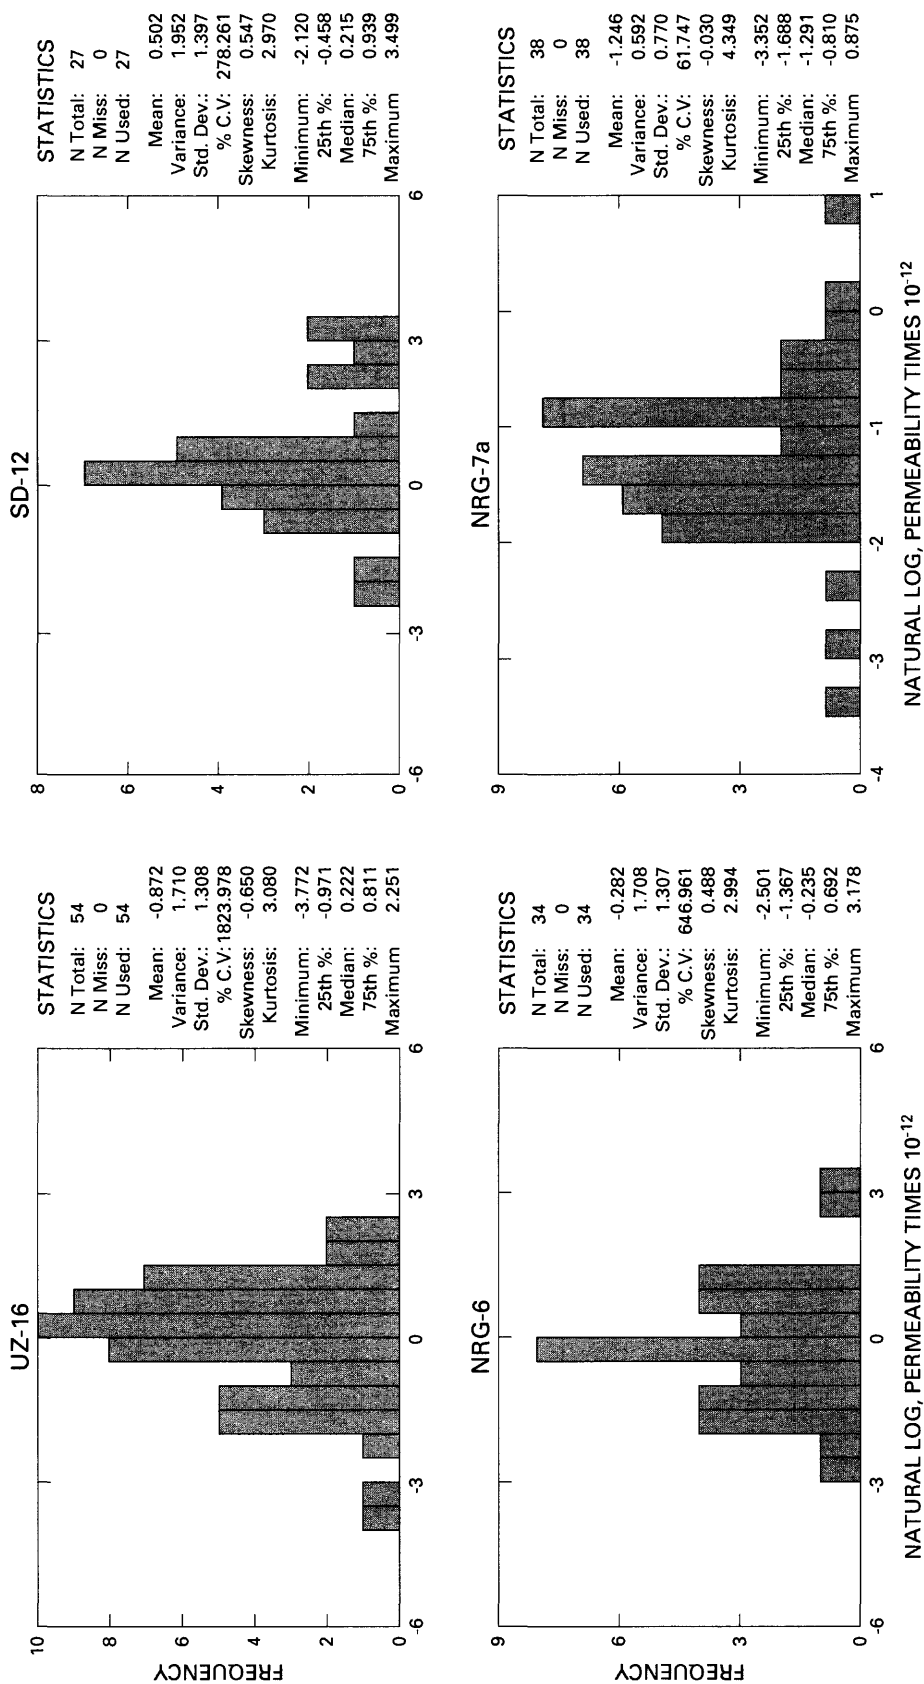 UZ-16
10
8
6
4
2
0
FREQUENCY
-6
-3
0
3
6
STATISTICS
N Total: 54
N Miss: 0
N Used: 54
Mean: -0.872
Variance: 1.710
Std. Dev.: 1.308
% C.V: 1823.978
Skewness: -0.650
Kurtosis: 3.080
Minimum: -3.772
25th %: -0.971
Median: 0.222
75th %: 0.811
Maximum 2.251
SD-12
8
6
4
2
0
-6
-3
0
3
6
STATISTICS
N Total: 27
N Miss: 0
N Used: 27
Mean: 0.502
Variance: 1.952
Std. Dev.: 1.397
% C.V: 278.261
Skewness: 0.547
Kurtosis: 2.970
Minimum: -2.120
25th %: -0.458
Median: 0.215
75th %: 0.939
Maximum 3.499
NRG-6
9
6
3
0
FREQUENCY
-6
-3
0
3
6
NATURAL LOG, PERMEABILITY TIMES 10⁻¹²
STATISTICS
N Total: 34
N Miss: 0
N Used: 34
Mean: -0.282
Variance: 1.708
Std. Dev.: 1.307
% C.V: 646.961
Skewness: 0.488
Kurtosis: 2.994
Minimum: -2.501
25th %: -1.367
Median: -0.235
75th %: 0.692
Maximum 3.178
NRG-7a
9
6
3
0
-4
-3
-2
-1
0
1
NATURAL LOG, PERMEABILITY TIMES 10⁻¹²
STATISTICS
N Total: 38
N Miss: 0
N Used: 38
Mean: -1.246
Variance: 0.592
Std. Dev.: 0.770
% C.V: 61.747
Skewness: -0.030
Kurtosis: 4.349
Minimum: -3.352
25th %: -1.688
Median: -1.291
75th %: -0.810
Maximum 0.875